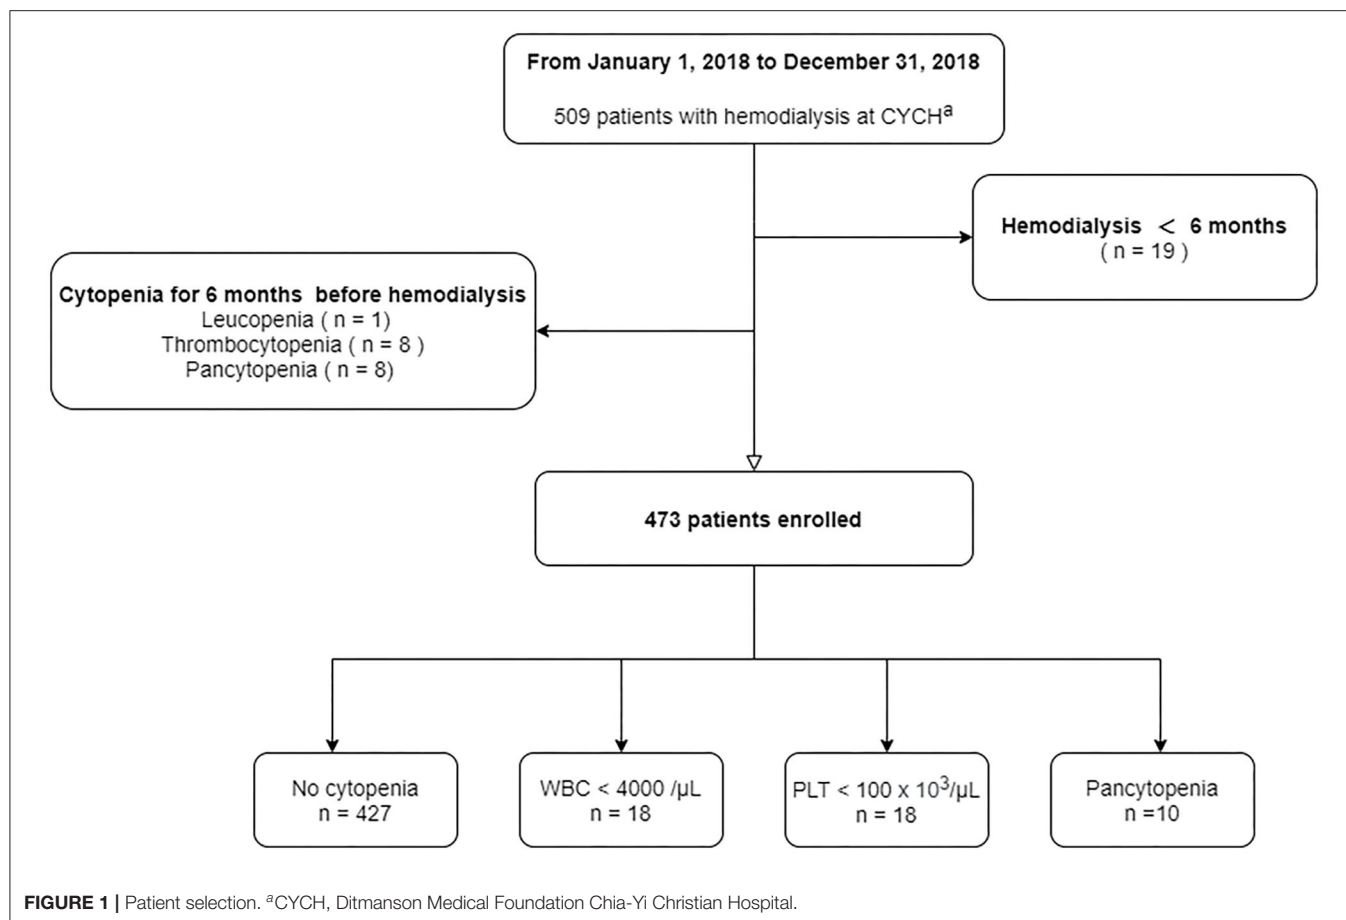 From January 1, 2018 to December 31, 2018
509 patients with hemodialysis at CYCHa
Hemodialysis < 6 months
( n = 19 )
Cytopenia for 6 months before hemodialysis
Leucopenia ( n = 1)
Thrombocytopenia ( n = 8 )
Pancytopenia ( n = 8)
473 patients enrolled
No cytopenia
n = 427
WBC < 4000 /µL
n = 18
PLT < 100 x 10³/µL
n = 18
Pancytopenia
n =10
FIGURE 1 | Patient selection. aCYCH, Ditmanson Medical Foundation Chia-Yi Christian Hospital.